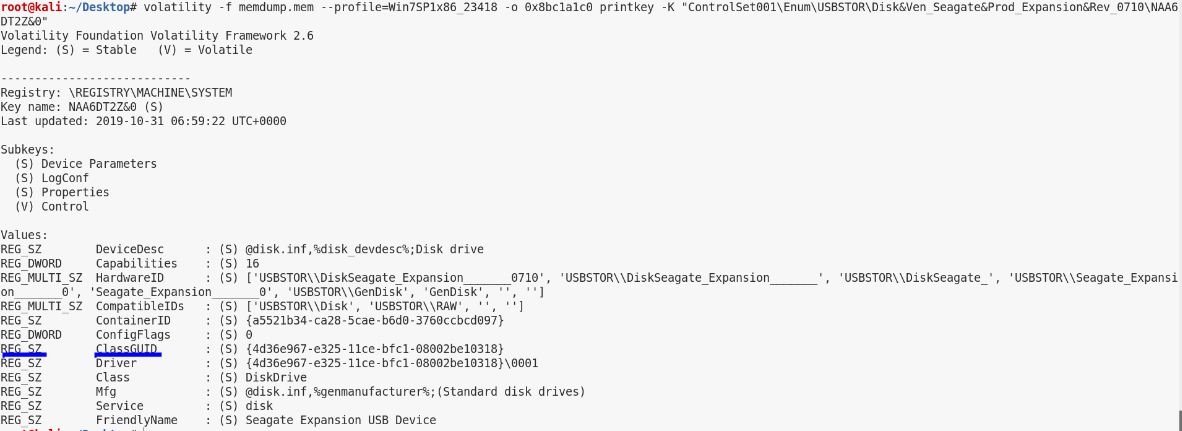 root@kali:~/Desktop# volatility -f memdump.mem --profile=Win7SP1x86_23418 -o 0x8bc1a1c0 printkey -K "ControlSet001\Enum\USBSTOR\Disk&Ven_Seagate&Prod_Expansion&Rev_0710\NAA6
DT2Z&0"
Volatility Foundation Volatility Framework 2.6
Legend: (S) = Stable   (V) = Volatile

----------------------------
Registry: \REGISTRY\MACHINE\SYSTEM
Key name: NAA6DT2Z&0 (S)
Last updated: 2019-10-31 06:59:22 UTC+0000

Subkeys:
  (S) Device Parameters
  (S) LogConf
  (S) Properties
  (V) Control

Values:
REG_SZ        DeviceDesc      : (S) @disk.inf,%disk_devdesc%;Disk drive
REG_DWORD     Capabilities    : (S) 16
REG_MULTI_SZ  HardwareID      : (S) ['USBSTOR\\DiskSeagate_Expansion_______0710', 'USBSTOR\\DiskSeagate_Expansion_______', 'USBSTOR\\DiskSeagate_', 'USBSTOR\\Seagate_Expansi
on_______0', 'Seagate_Expansion_______0', 'USBSTOR\\GenDisk', 'GenDisk', '', '']
REG_MULTI_SZ  CompatibleIDs   : (S) ['USBSTOR\\Disk', 'USBSTOR\\RAW', '', '']
REG_SZ        ContainerID     : (S) {a5521b34-ca28-5cae-b6d0-3760ccbcd097}
REG_DWORD     ConfigFlags     : (S) 0
REG_SZ        ClassGUID       : (S) {4d36e967-e325-11ce-bfc1-08002be10318}
REG_SZ        Driver          : (S) {4d36e967-e325-11ce-bfc1-08002be10318}\0001
REG_SZ        Class           : (S) DiskDrive
REG_SZ        Mfg             : (S) @disk.inf,%genmanufacturer%;(Standard disk drives)
REG_SZ        Service         : (S) disk
REG_SZ        FriendlyName    : (S) Seagate Expansion USB Device